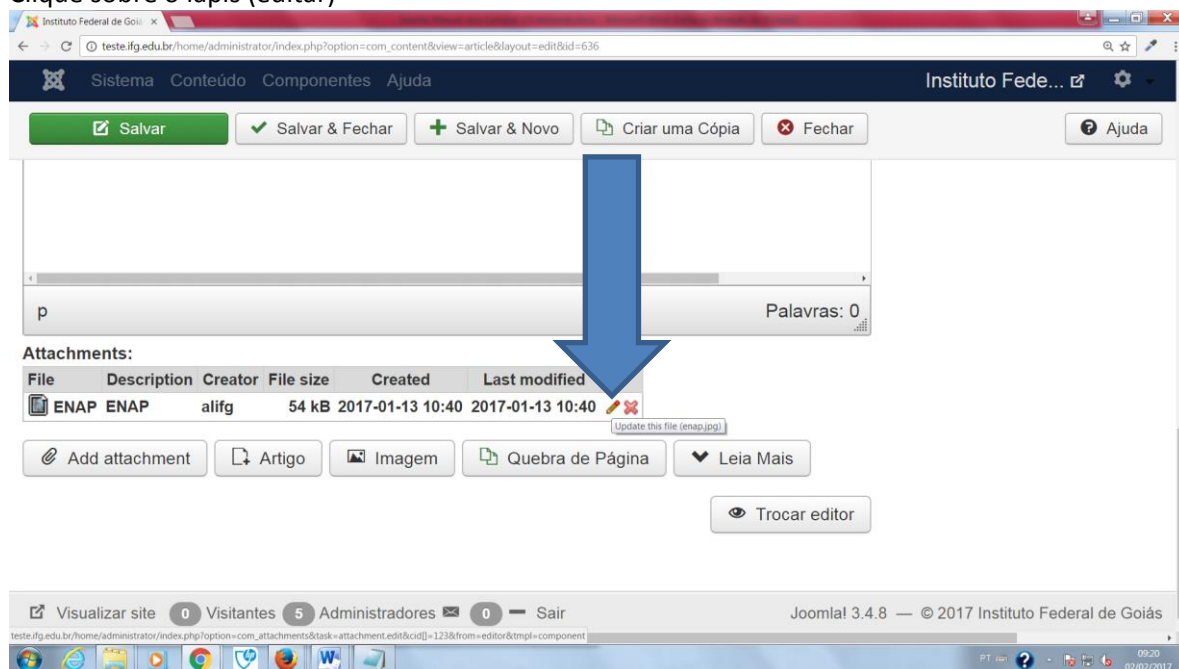 Clique sobre o lápis (editar)
Instituto Federal de Goiá ×
teste.ifg.edu.br/home/administrator/index.php?option=com_content&view=article&layout=edit&id=636
Sistema Conteúdo Componentes Ajuda Instituto Fede...
Salvar Salvar & Fechar Salvar & Novo Criar uma Cópia Fechar Ajuda
p Palavras: 0
Attachments:
File Description Creator File size Created Last modified
ENAP ENAP alifg 54 kB 2017-01-13 10:40 2017-01-13 10:40
Update this file (enap.jpg)
Add attachment Artigo Imagem Quebra de Página Leia Mais
Trocar editor
Visualizar site 0 Visitantes 5 Administradores 0 Sair Joomla! 3.4.8 — © 2017 Instituto Federal de Goiás
teste.ifg.edu.br/home/administrator/index.php?option=com_attachments&task=attachment.edit&cid[]=123&from=editor&tmpl=component
PT 09:20
02/02/2017